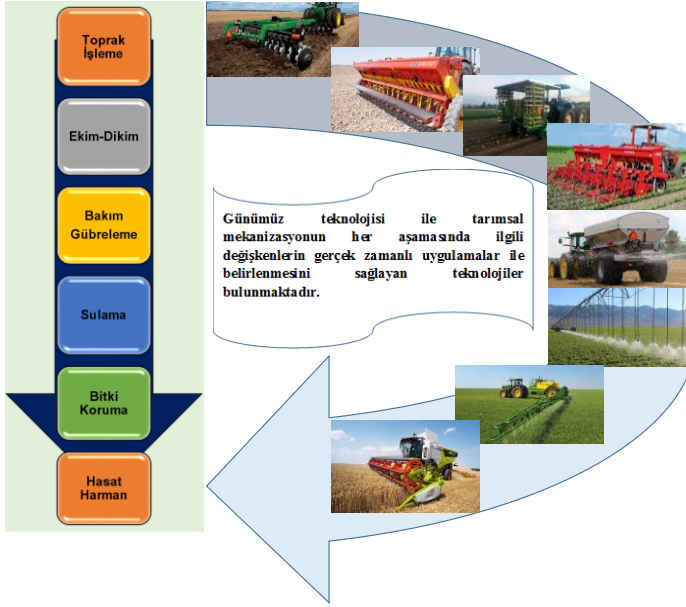 Toprak
İşleme
Ekim-Dikim
Bakım
Gübreleme
Sulama
Bitki
Koruma
Hasat
Harman
Günümüz teknolojisi ile tarımsal
mekanizasyonun her aşamasında ilgili
değişkenlerin gerçek zamanlı uygulamalar ile
belirlenmesini sağlayan teknolojiler
bulunmaktadır.